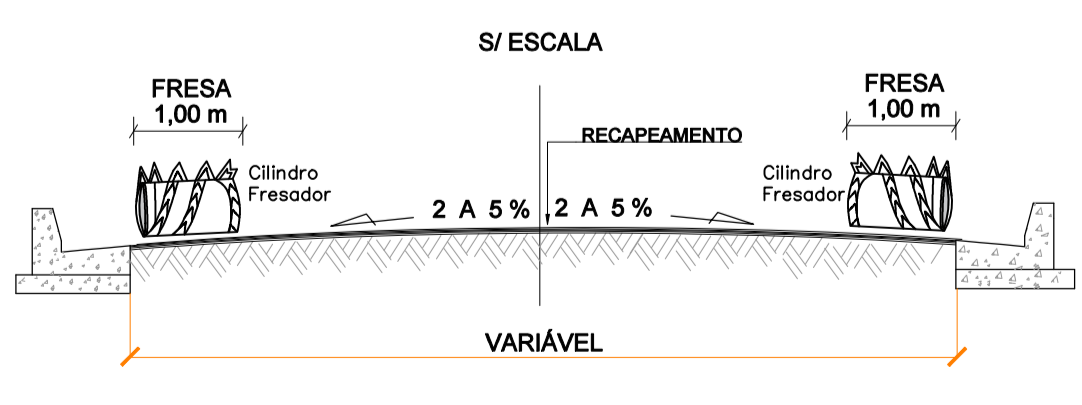 S/ ESCALA
FRESA
1,00 m
FRESA
1,00 m
RECAPEAMENTO
Cilindro
Fresador
Cilindro
Fresador
2 A 5 %
2 A 5 %
VARIÁVEL